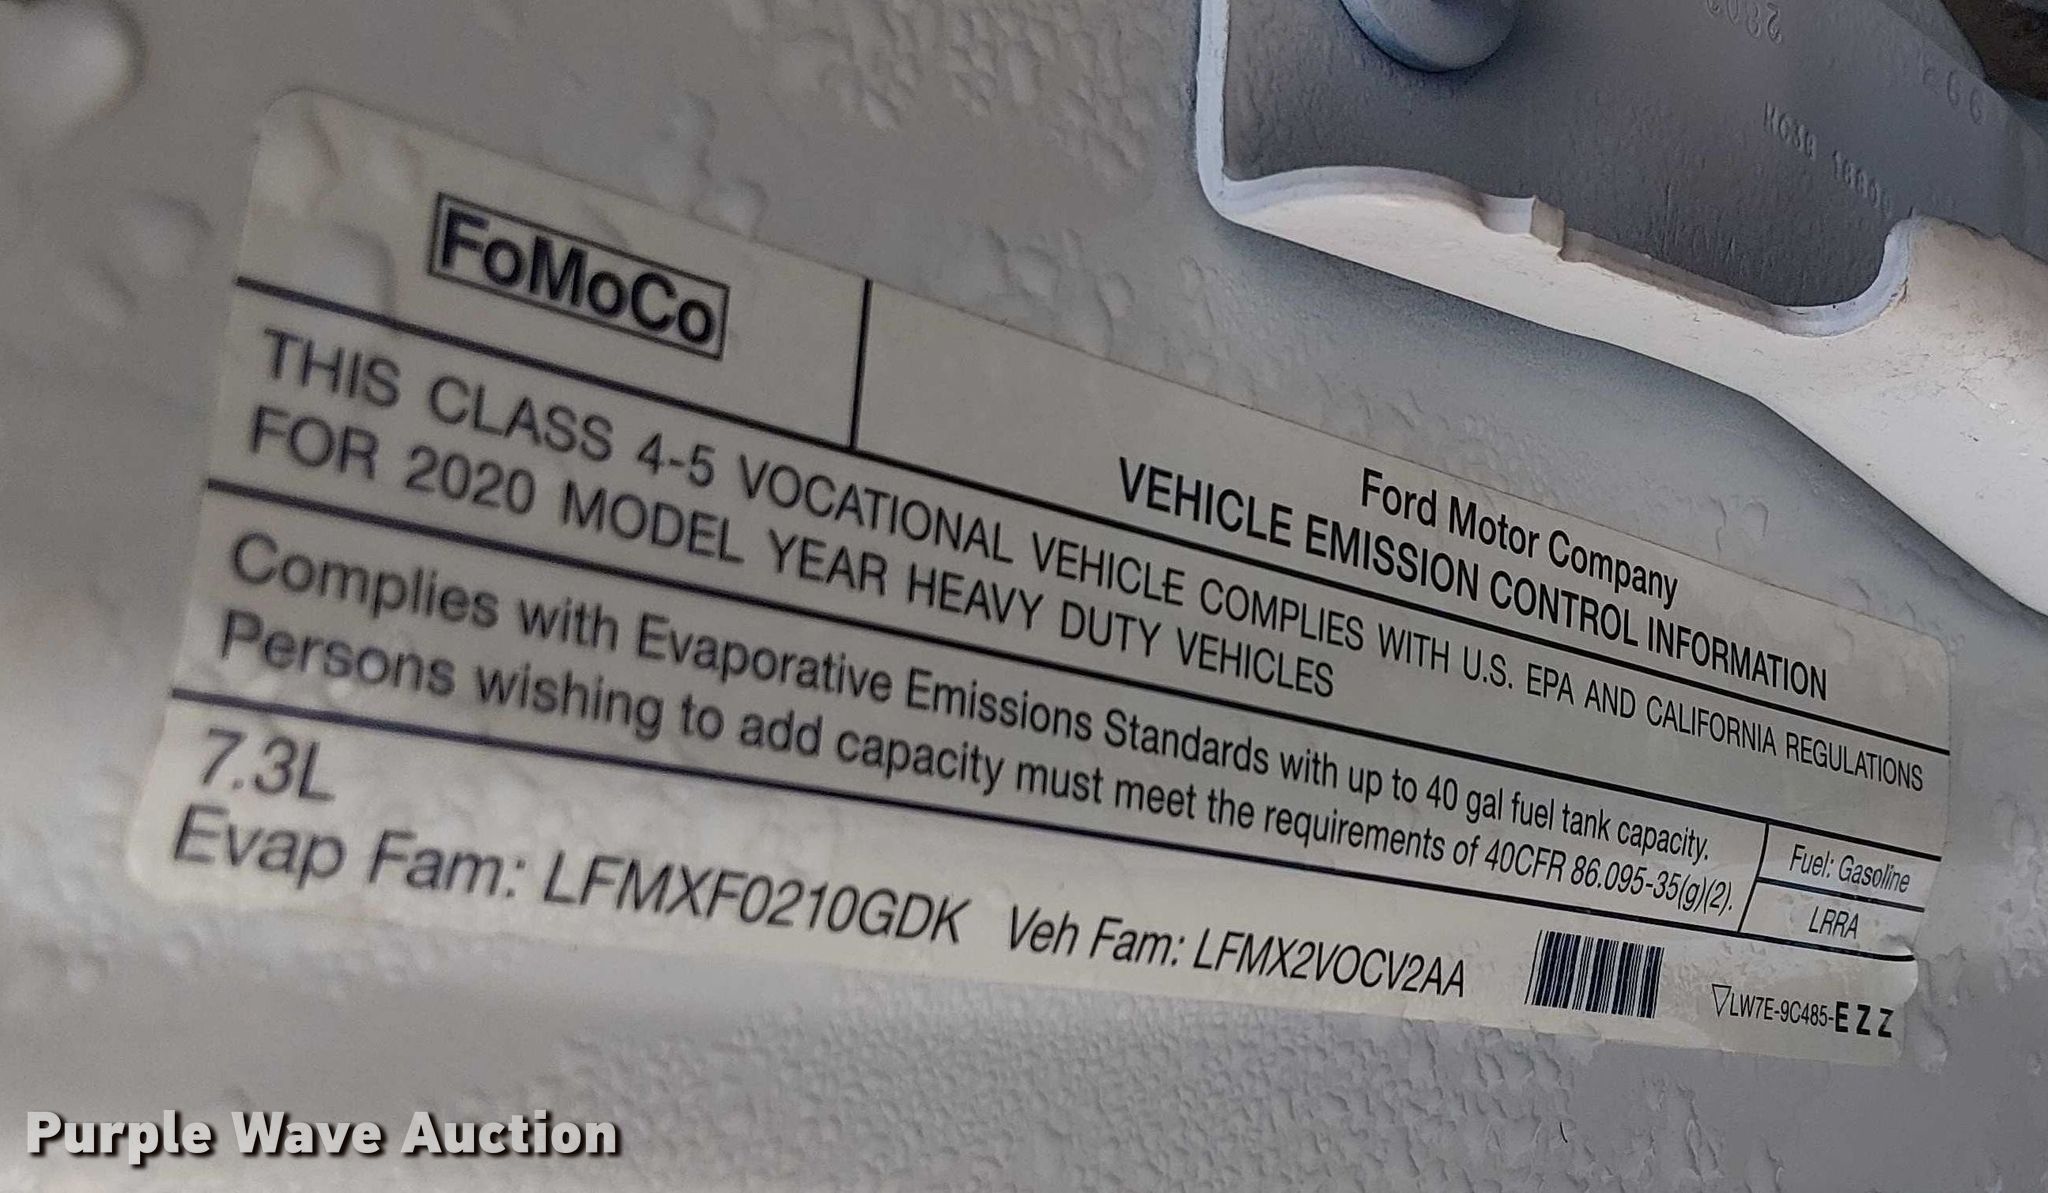 FoMoCo
Ford Motor Company
VEHICLE EMISSION CONTROL INFORMATION
THIS CLASS 4-5 VOCATIONAL VEHICLE COMPLIES WITH U.S. EPA AND CALIFORNIA REGULATIONS
FOR 2020 MODEL YEAR HEAVY DUTY VEHICLES
Complies with Evaporative Emissions Standards with up to 40 gal fuel tank capacity.
Persons wishing to add capacity must meet the requirements of 40CFR 86.095-35(g)(2).
Fuel: Gasoline
LRRA
7.3L
Evap Fam: LFMXF0210GDK Veh Fam: LFMX2VOCV2AA
LW7E-9C485-EZZ
Purple Wave Auction